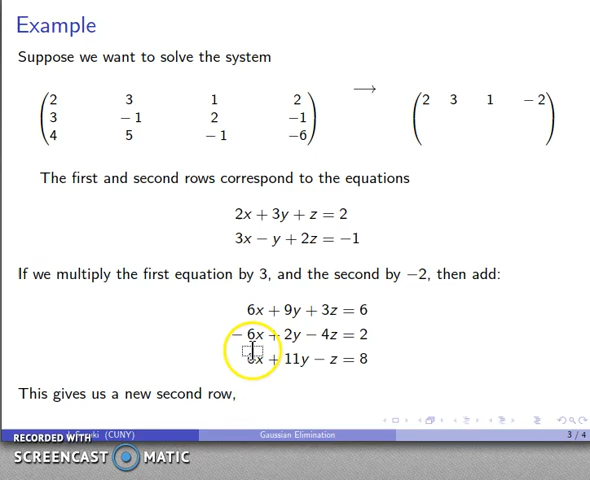 Example
Suppose we want to solve the system
2 3 1 2 → 2 3 1 − 2
3 − 1 2 −1
4 5 − 1 −6
The first and second rows correspond to the equations
2x + 3y + z = 2
3x − y + 2z = −1
If we multiply the first equation by 3, and the second by −2, then add:
6x + 9y + 3z = 6
− 6x + 2y − 4z = 2
x + 11y − z = 8
This gives us a new second row,
(CUNY) Gaussian Elimination 3 / 4
RECORDED WITH
SCREENCAST MATIC